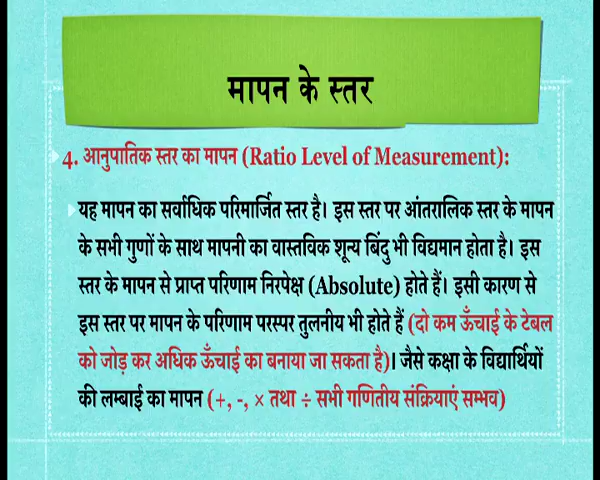 मापन के स्तर
4. आनुपातिक स्तर का मापन (Ratio Level of Measurement):
यह मापन का सर्वाधिक परिमार्जित स्तर है। इस स्तर पर आंतरालिक स्तर के मापन
के सभी गुणों के साथ मापनी का वास्तविक शून्य बिंदु भी विद्यमान होता है। इस
स्तर के मापन से प्राप्त परिणाम निरपेक्ष (Absolute) होते हैं। इसी कारण से
इस स्तर पर मापन के परिणाम परस्पर तुलनीय भी होते हैं (दो कम ऊँचाई के टेबल
को जोड़ कर अधिक ऊँचाई का बनाया जा सकता है)। जैसे कक्षा के विद्यार्थियों
की लम्बाई का मापन (+, -, × तथा ÷ सभी गणितीय संक्रियाएं सम्भव)